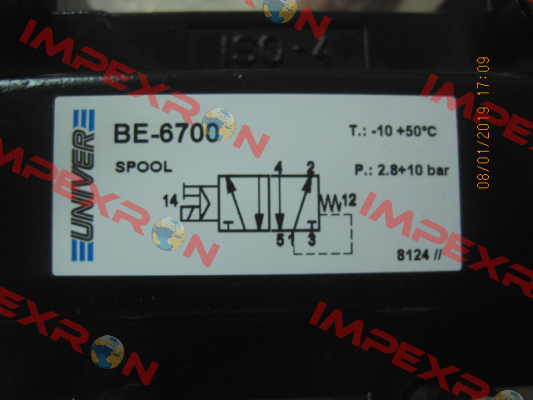 ISO-4
UNIVER
BE-6700
SPOOL
T.: -10 +50°C
P.: 2.8+10 bar
14
4 2
12
5 1 3
8124 //
08/01/2019 17:09
IMPEXRON
IMPEXRON
IMPEXRON
IMPEXRON
IMPEXRON